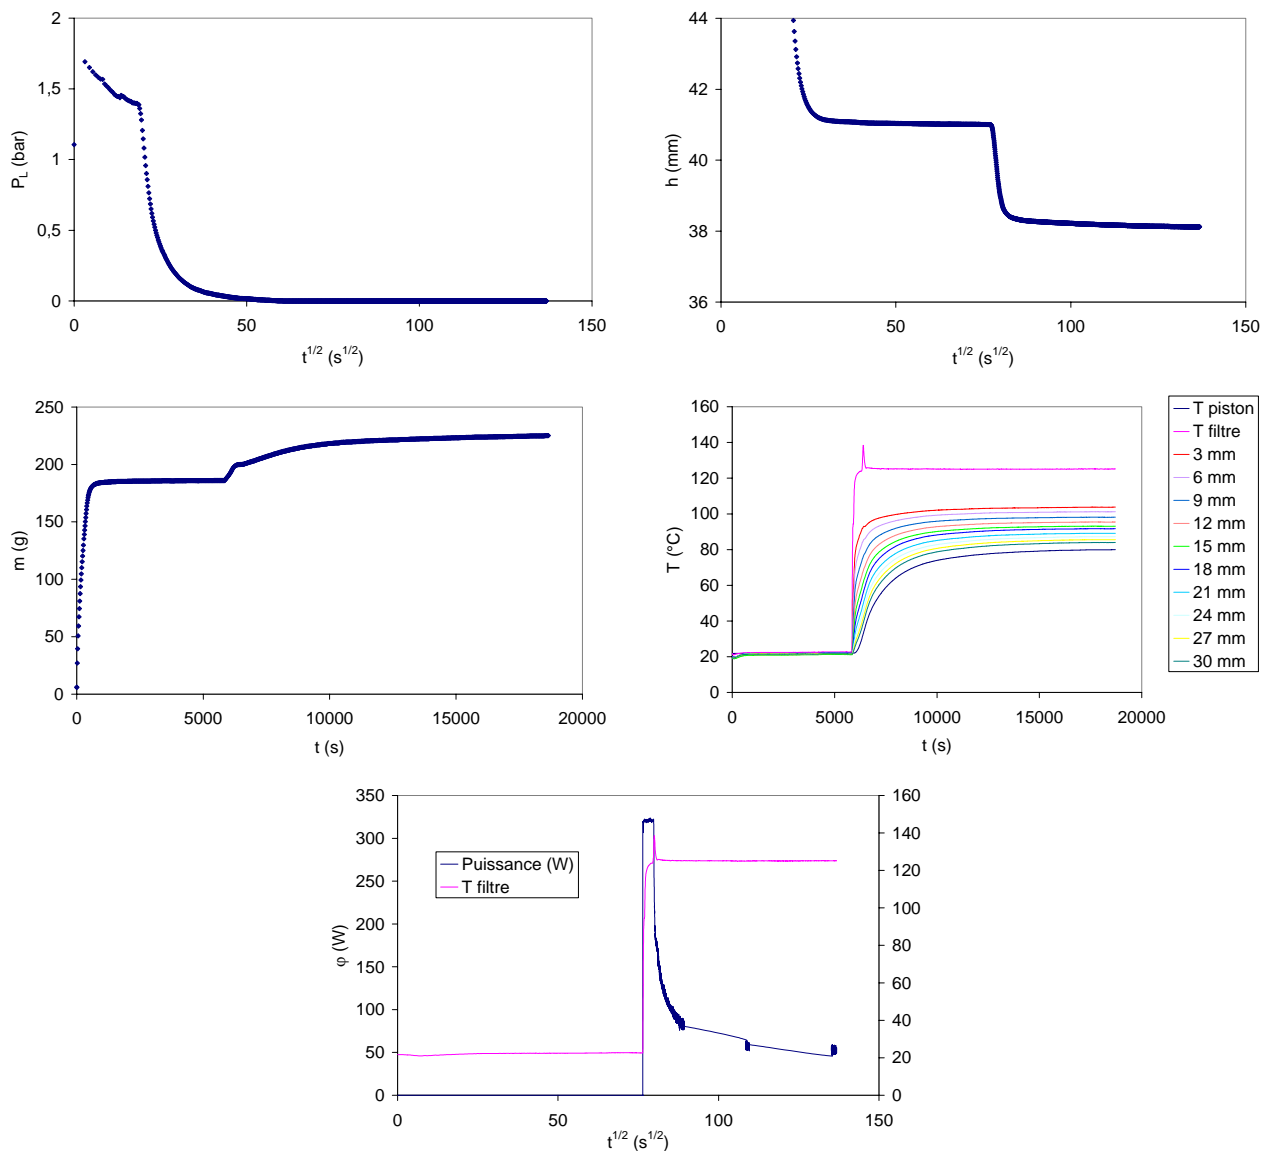 2
1,5
1
0,5
0
0 50 100 150
P_L (bar)
t^1/2 (s^1/2)
44
42
40
38
36
0 50 100 150
h (mm)
t^1/2 (s^1/2)
250
200
150
100
50
0
0 5000 10000 15000 20000
m (g)
t (s)
160
140
120
100
80
60
40
20
0
0 5000 10000 15000 20000
T (°C)
t (s)
T piston
T filtre
3 mm
6 mm
9 mm
12 mm
15 mm
18 mm
21 mm
24 mm
27 mm
30 mm
350
300
250
200
150
100
50
0
0 50 100 150
φ (W)
t^1/2 (s^1/2)
Puissance (W)
T filtre
160
140
120
100
80
60
40
20
0